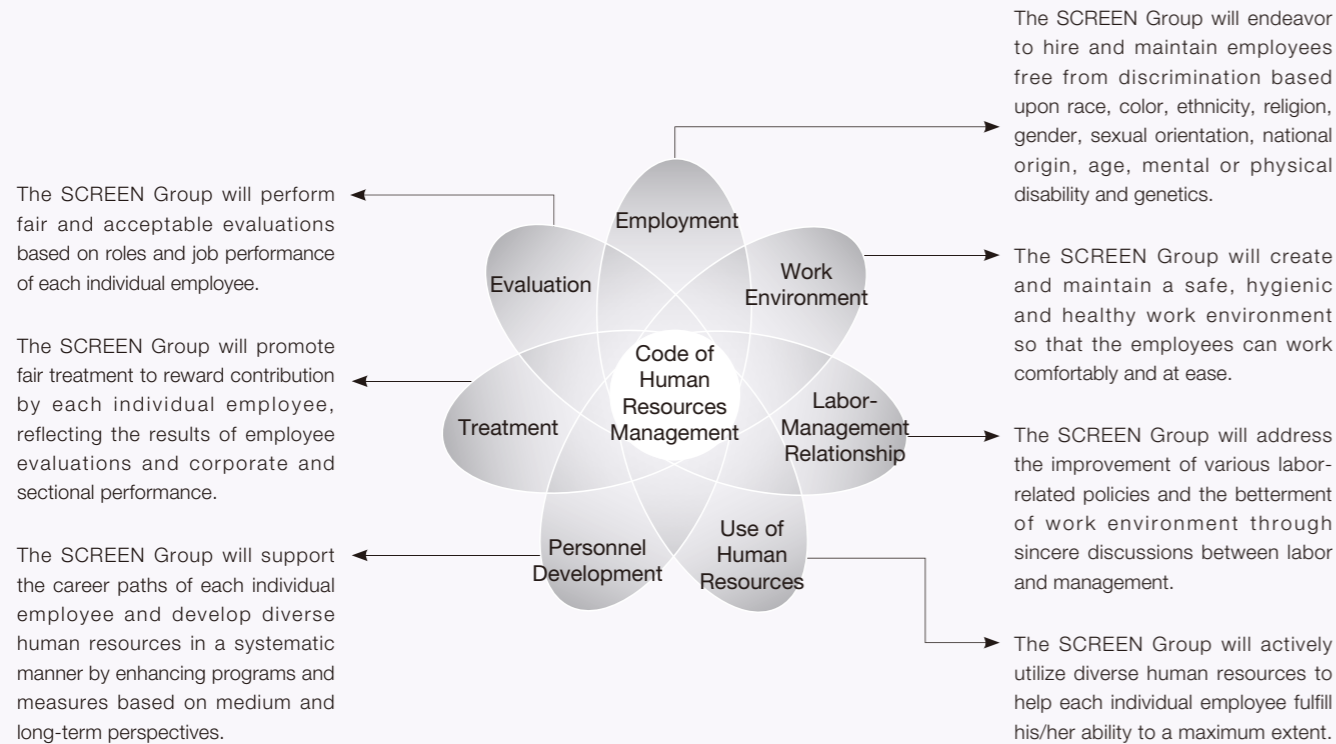 The SCREEN Group will endeavor
to hire and maintain employees
free from discrimination based
upon race, color, ethnicity, religion,
gender, sexual orientation, national
origin, age, mental or physical
disability and genetics.
The SCREEN Group will perform
fair and acceptable evaluations
based on roles and job performance
of each individual employee.
Employment
Evaluation
Work
Environment
The SCREEN Group will create
and maintain a safe, hygienic
and healthy work environment
so that the employees can work
comfortably and at ease.
The SCREEN Group will promote
fair treatment to reward contribution
by each individual employee,
reflecting the results of employee
evaluations and corporate and
sectional performance.
Code of
Human
Resources
Management
Treatment
Labor-
Management
Relationship
The SCREEN Group will address
the improvement of various labor-
related policies and the betterment
of work environment through
sincere discussions between labor
and management.
The SCREEN Group will support
the career paths of each individual
employee and develop diverse
human resources in a systematic
manner by enhancing programs and
measures based on medium and
long-term perspectives.
Personnel
Development
Use of
Human
Resources
The SCREEN Group will actively
utilize diverse human resources to
help each individual employee fulfill
his/her ability to a maximum extent.